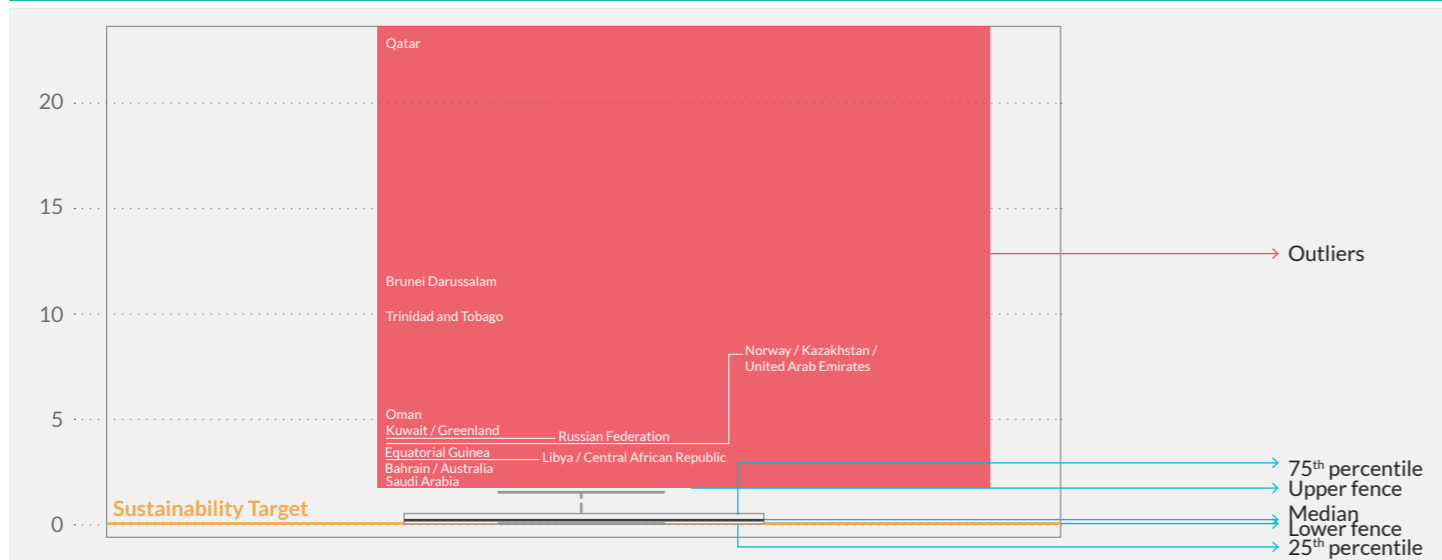 Qatar
20
15
Outliers
Brunei Darussalam
10
Trinidad and Tobago
Norway / Kazakhstan /
United Arab Emirates
5
Oman
Kuwait / Greenland
Russian Federation
Equatorial Guinea
Libya / Central African Republic
Bahrain / Australia
Saudi Arabia
75th percentile
Upper fence
Sustainability Target
0
Median
Lower fence
25th percentile